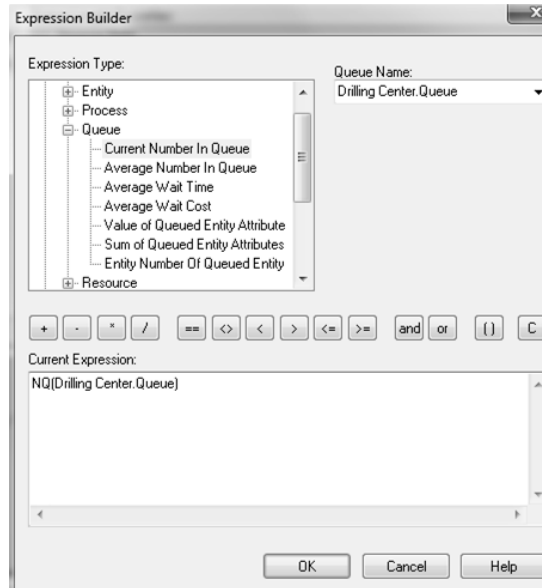 Expression Builder
x
Expression Type:
Entity
Process
Queue
Current Number In Queue
Average Number In Queue
Average Wait Time
Average Wait Cost
Value of Queued Entity Attribute
Sum of Queued Entity Attributes
Entity Number Of Queued Entity
Resource
Queue Name:
Drilling Center.Queue
+ - * / == <> < > <= >= and or ( ) C
Current Expression:
NQ(Drilling Center.Queue)
OK Cancel Help